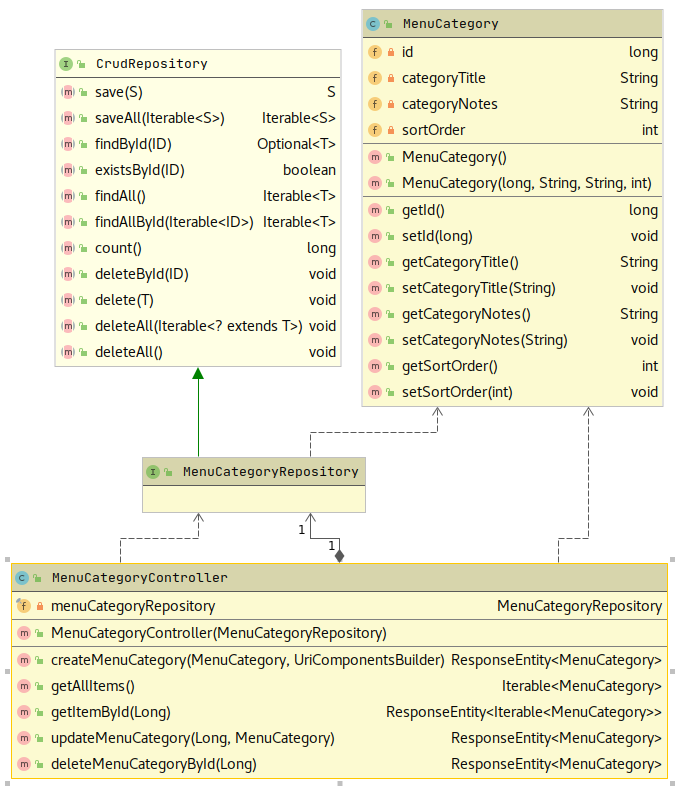 MenuCategory
id long
categoryTitle String
categoryNotes String
sortOrder int
MenuCategory()
MenuCategory(long, String, String, int)
getId() long
setId(long) void
getCategoryTitle() String
setCategoryTitle(String) void
getCategoryNotes() String
setCategoryNotes(String) void
getSortOrder() int
setSortOrder(int) void
CrudRepository
save(S) S
saveAll(Iterable<S>) Iterable<S>
findById(ID) Optional<T>
existsById(ID) boolean
findAll() Iterable<T>
findAllById(Iterable<ID>) Iterable<T>
count() long
deleteById(ID) void
delete(T) void
deleteAll(Iterable<? extends T>) void
deleteAll() void
MenuCategoryRepository
1
1
MenuCategoryController
menuCategoryRepository MenuCategoryRepository
MenuCategoryController(MenuCategoryRepository)
createMenuCategory(MenuCategory, UriComponentsBuilder) ResponseEntity<MenuCategory>
getAllItems() Iterable<MenuCategory>
getItemById(Long) ResponseEntity<Iterable<MenuCategory>>
updateMenuCategory(Long, MenuCategory) ResponseEntity<MenuCategory>
deleteMenuCategoryById(Long) ResponseEntity<MenuCategory>